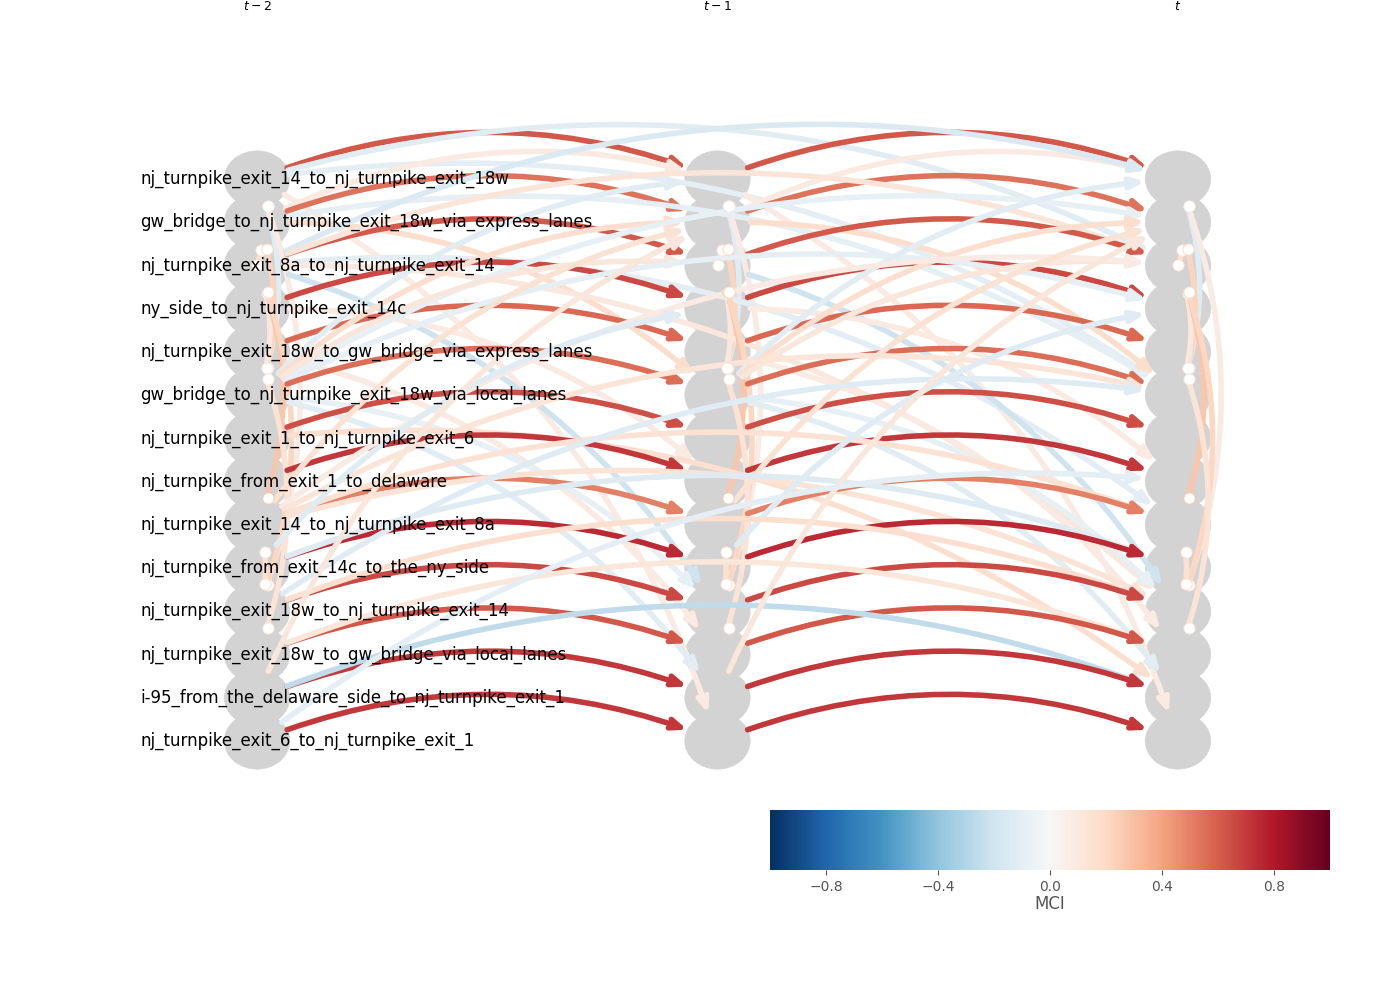 t − 2 t − 1 t
nj_turnpike_exit_14_to_nj_turnpike_exit_18w
gw_bridge_to_nj_turnpike_exit_18w_via_express_lanes
nj_turnpike_exit_8a_to_nj_turnpike_exit_14
ny_side_to_nj_turnpike_exit_14c
nj_turnpike_exit_18w_to_gw_bridge_via_express_lanes
gw_bridge_to_nj_turnpike_exit_18w_via_local_lanes
nj_turnpike_exit_1_to_nj_turnpike_exit_6
nj_turnpike_from_exit_1_to_delaware
nj_turnpike_exit_14_to_nj_turnpike_exit_8a
nj_turnpike_from_exit_14c_to_the_ny_side
nj_turnpike_exit_18w_to_nj_turnpike_exit_14
nj_turnpike_exit_18w_to_gw_bridge_via_local_lanes
i-95_from_the_delaware_side_to_nj_turnpike_exit_1
nj_turnpike_exit_6_to_nj_turnpike_exit_1
−0.8 −0.4 0.0 0.4 0.8
MCI